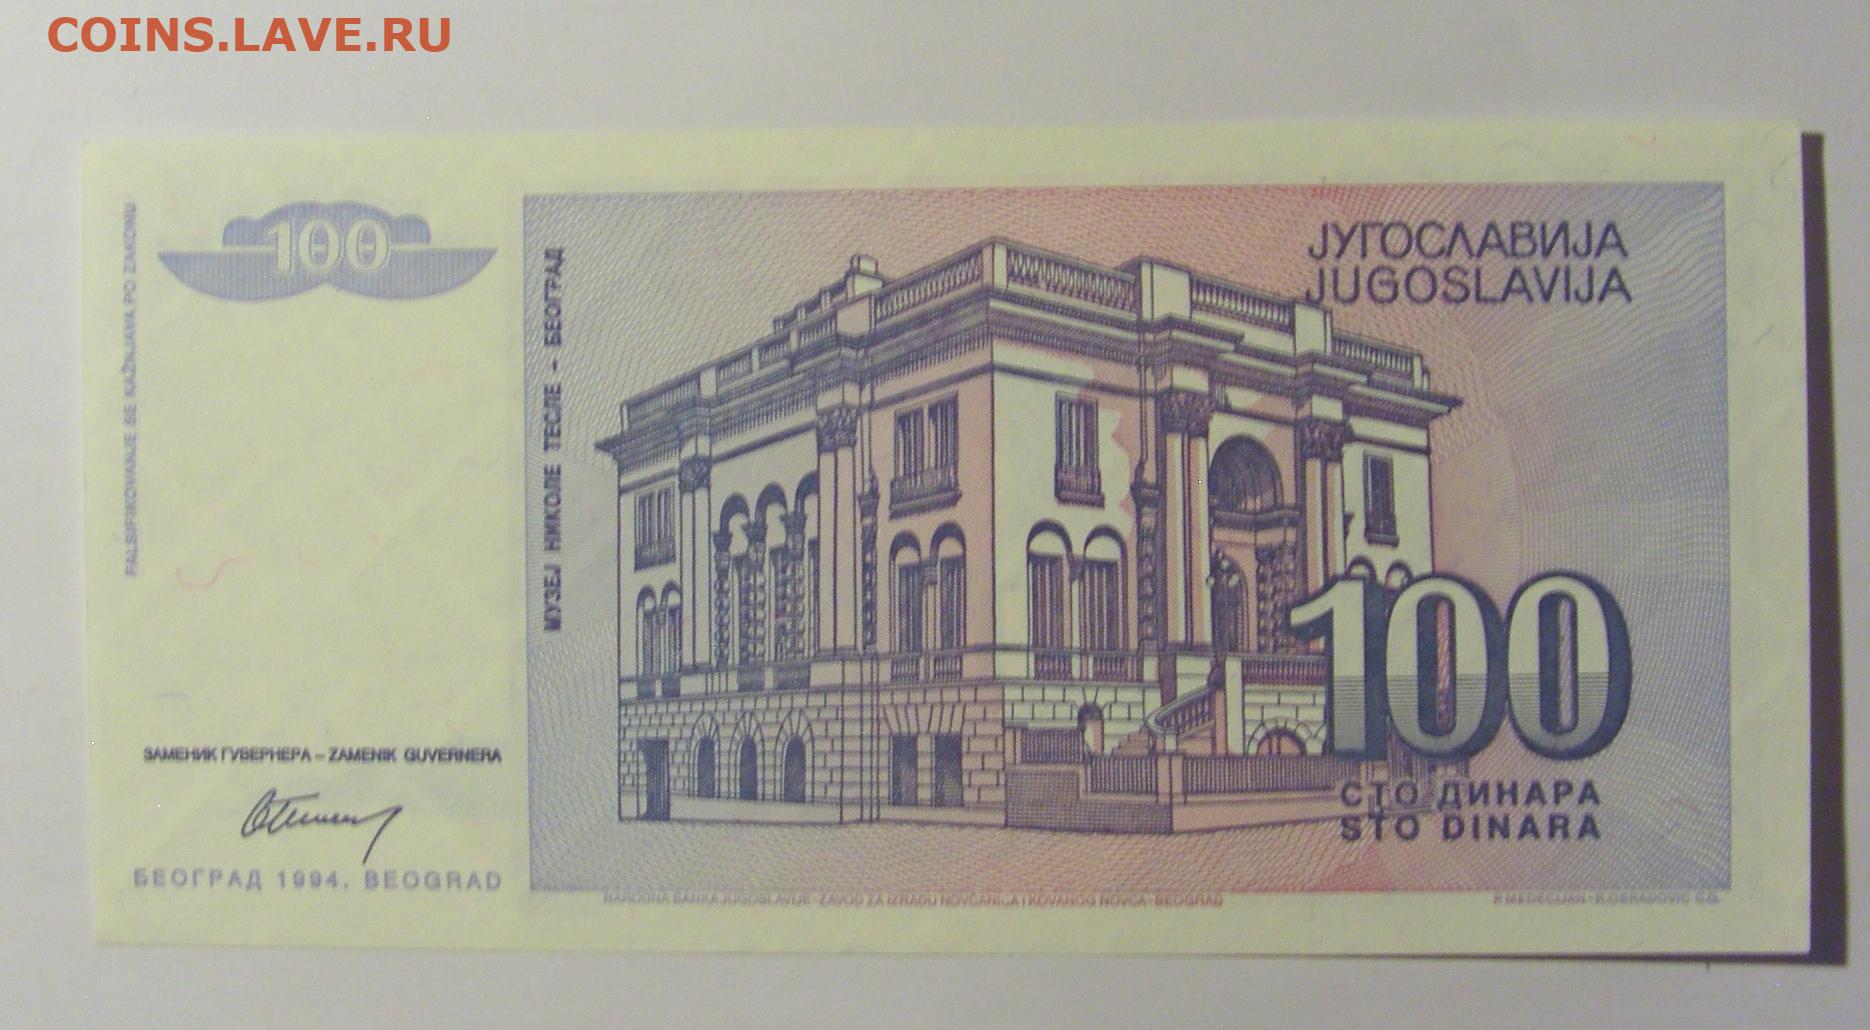 COINS.LAVE.RU
100
FALSIFIKOVANJE SE KAŽNJAVA PO ZAKONU
ЗАМЕНИК ГУВЕРНЕРА – ZAMENIK GUVERNERA
БЕОГРАД 1994. BEOGRAD
МУЗЕЈ НИКОЛЕ ТЕСЛЕ – БЕОГРАД
ЈУГОСЛАВИЈА
JUGOSLAVIJA
100
СТО ДИНАРА
STO DINARA
NARODNA BANKA JUGOSLAVIJE-ZAVOD ZA IZRADU NOVČANICA I KOVANOG NOVCA-BEOGRAD